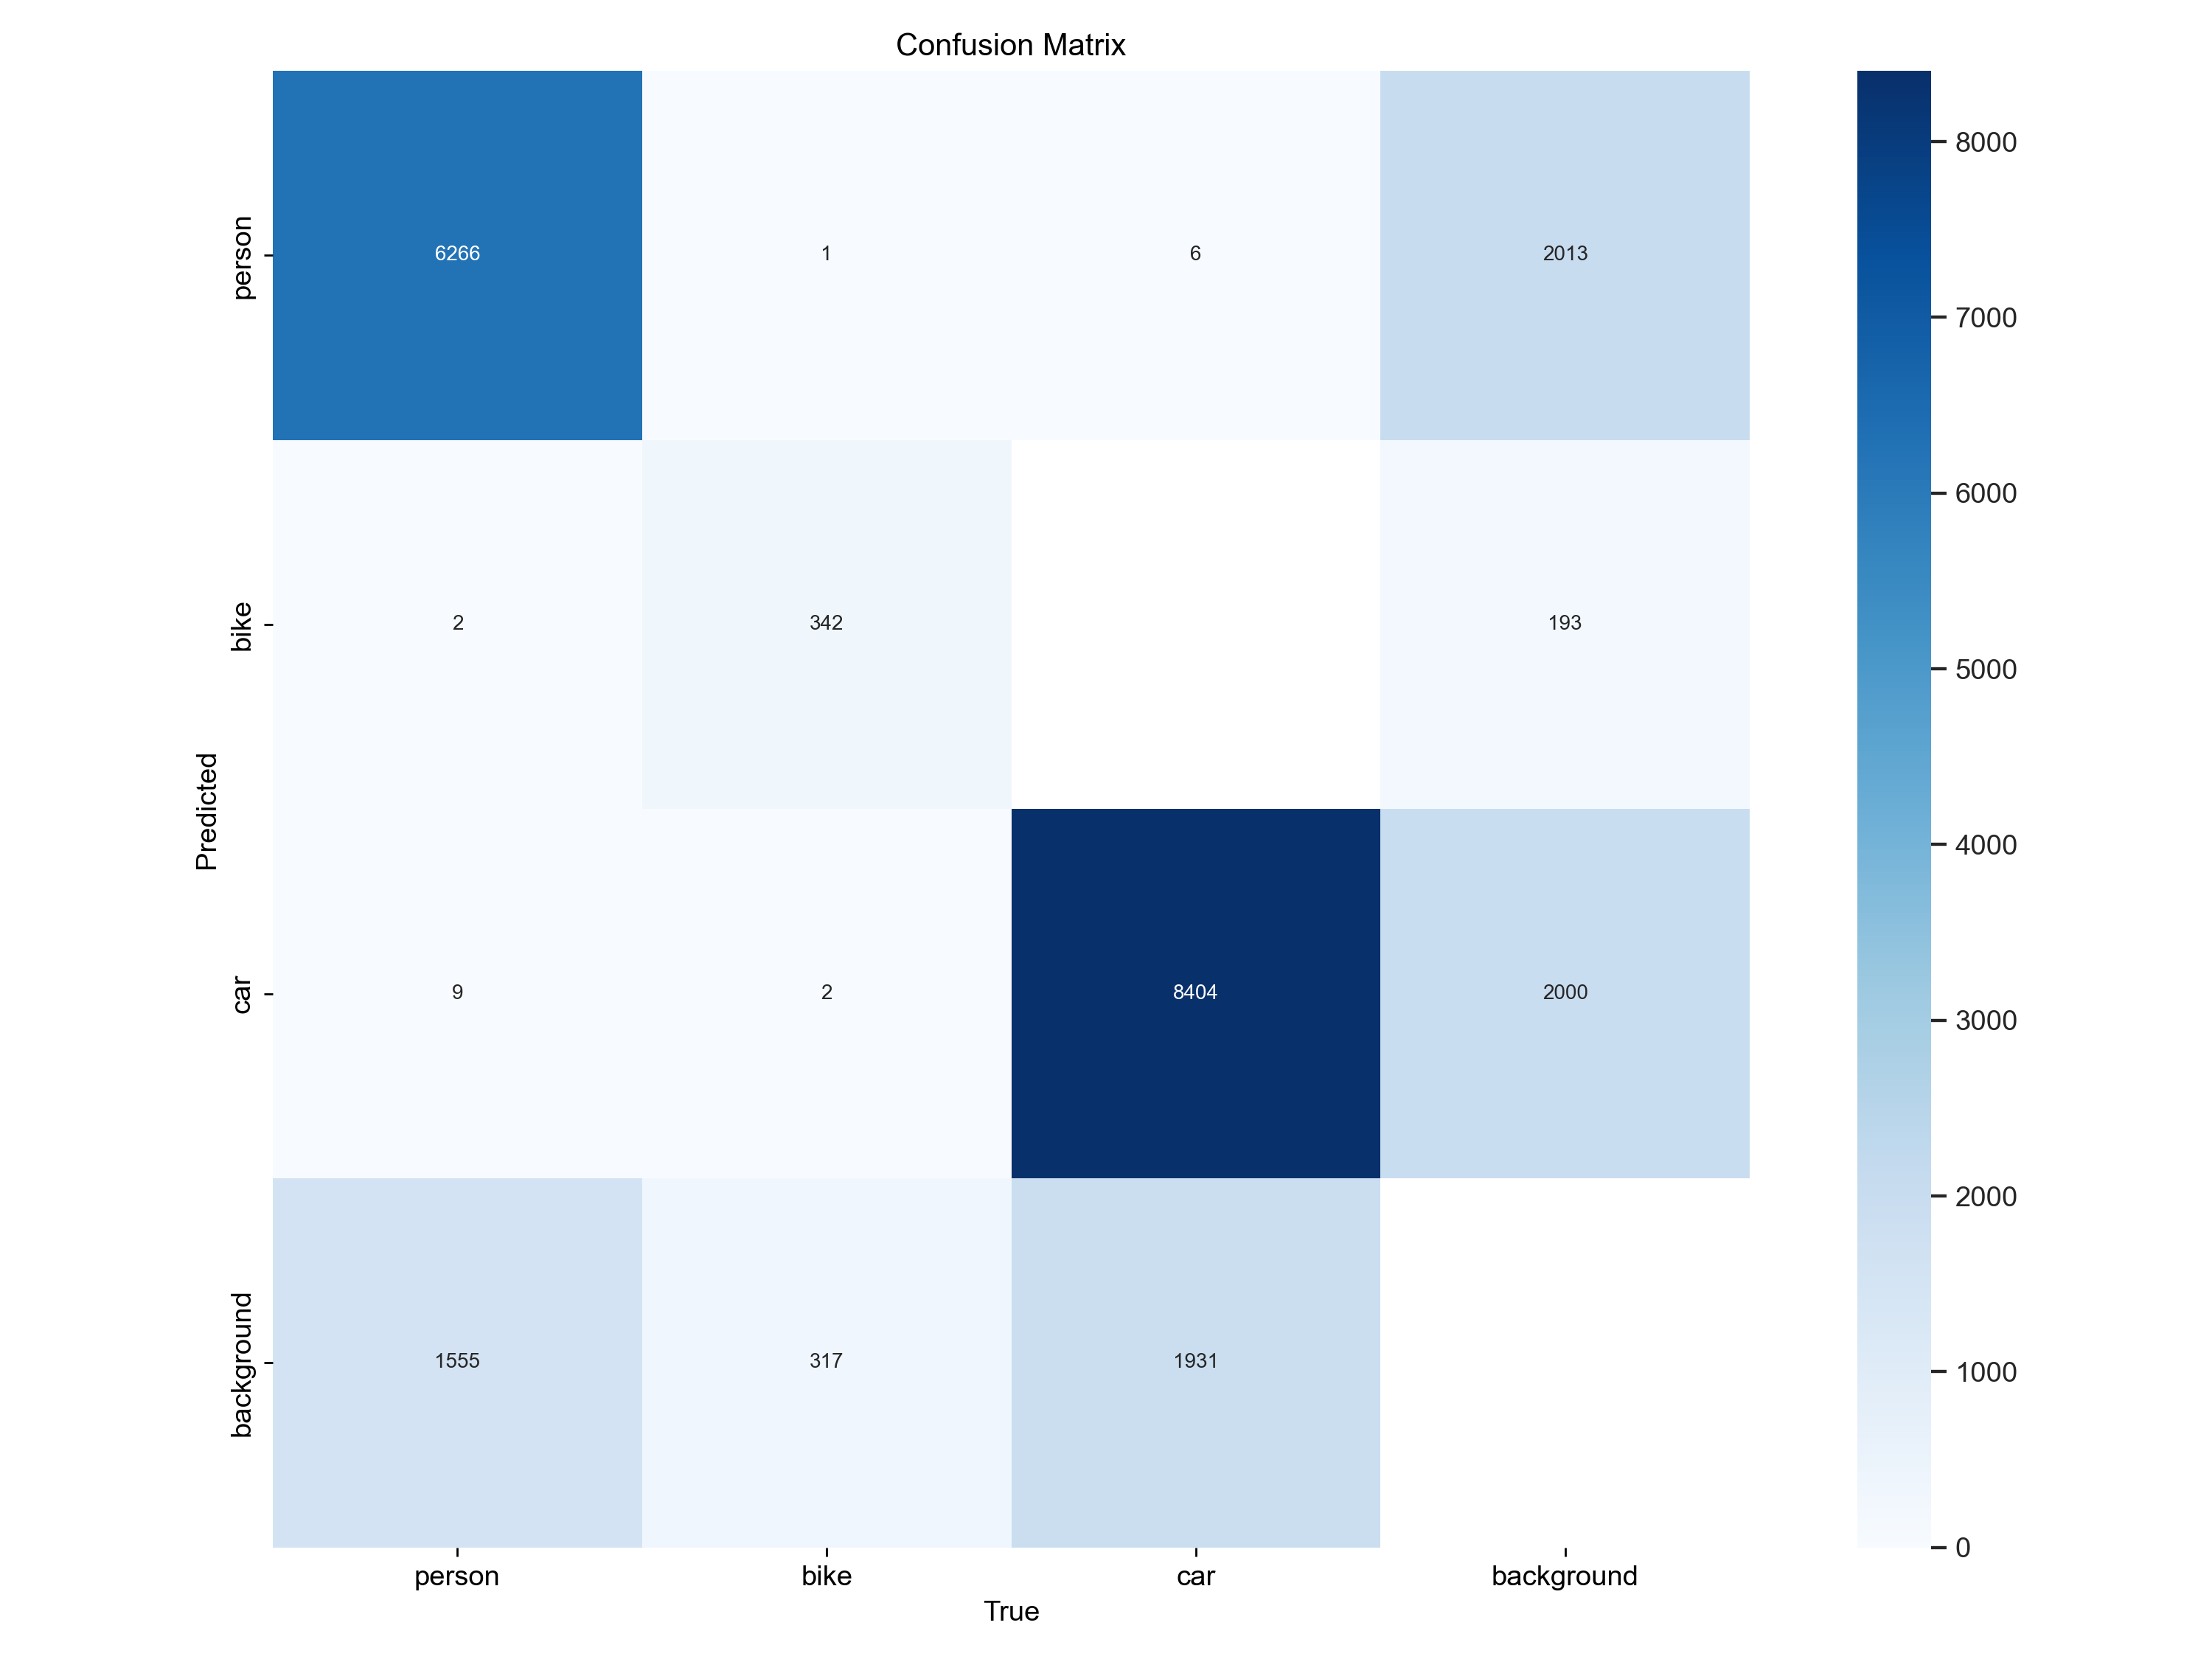 Confusion Matrix
person
6266
1
6
2013
bike
2
342
193
car
9
2
8404
2000
background
1555
317
1931
Predicted
person
bike
car
background
True
8000
7000
6000
5000
4000
3000
2000
1000
0